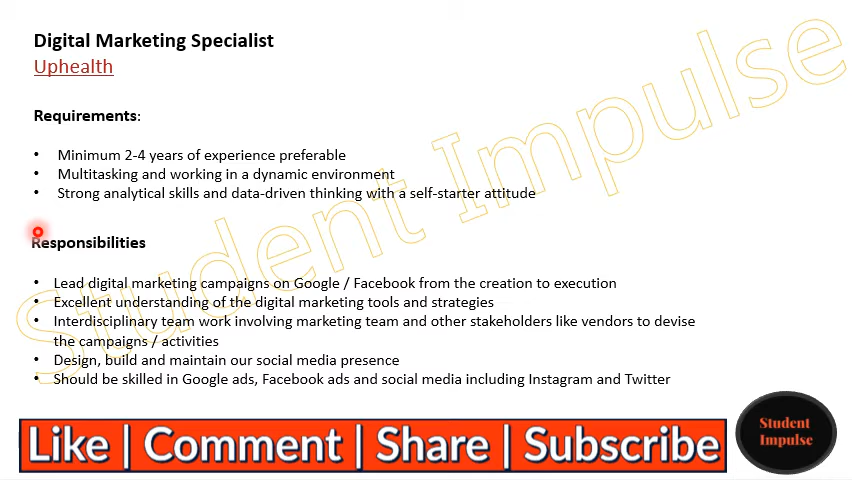 Digital Marketing Specialist
Uphealth
Requirements:
• Minimum 2-4 years of experience preferable
• Multitasking and working in a dynamic environment
• Strong analytical skills and data-driven thinking with a self-starter attitude
Responsibilities
• Lead digital marketing campaigns on Google / Facebook from the creation to execution
• Excellent understanding of the digital marketing tools and strategies
• Interdisciplinary team work involving marketing team and other stakeholders like vendors to devise
the campaigns / activities
• Design, build and maintain our social media presence
• Should be skilled in Google ads, Facebook ads and social media including Instagram and Twitter
Student Impulse
Like | Comment | Share | Subscribe
Student
Impulse